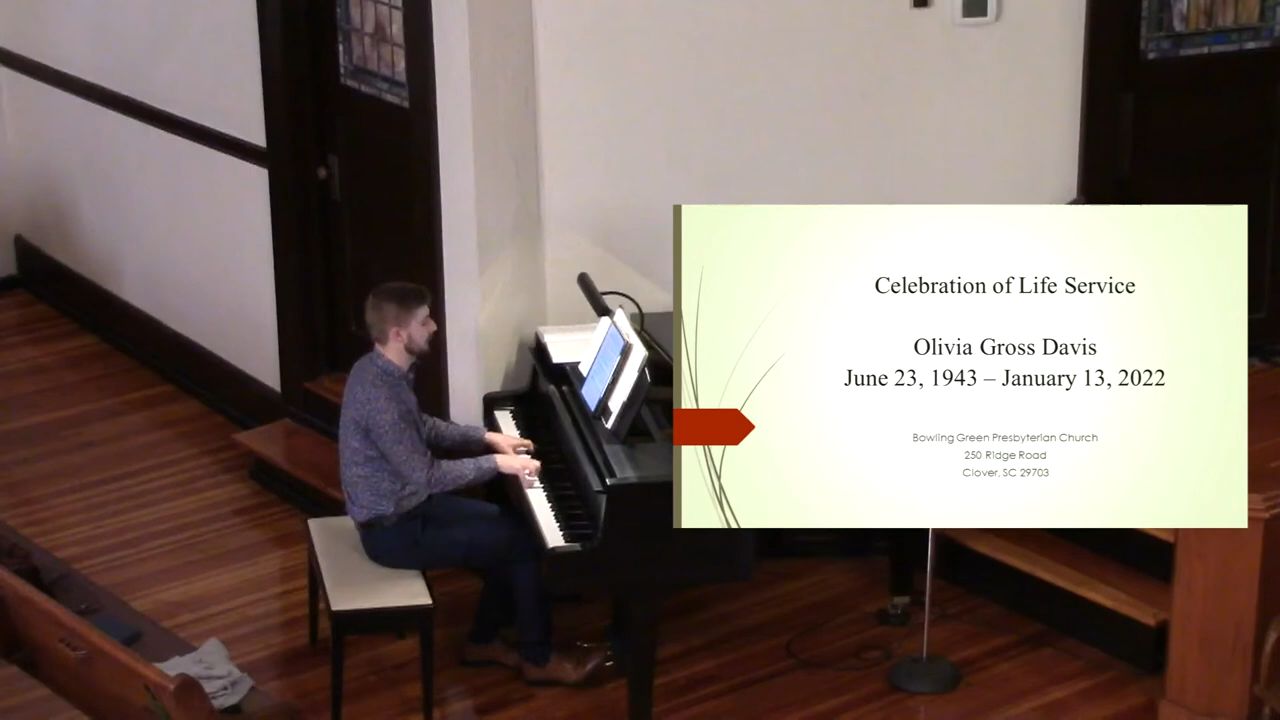 Celebration of Life Service
Olivia Gross Davis
June 23, 1943 – January 13, 2022
Bowling Green Presbyterian Church
250 Ridge Road
Clover, SC 29703